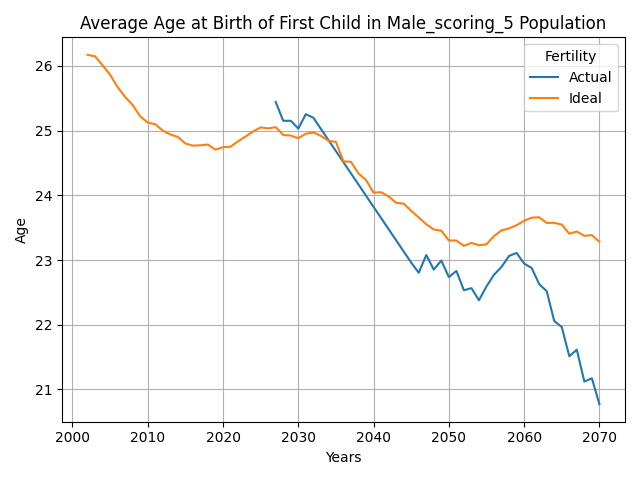 Average Age at Birth of First Child in Male_scoring_5 Population
Fertility
Actual
Ideal
Age
26
25
24
23
22
21
2000 2010 2020 2030 2040 2050 2060 2070
Years